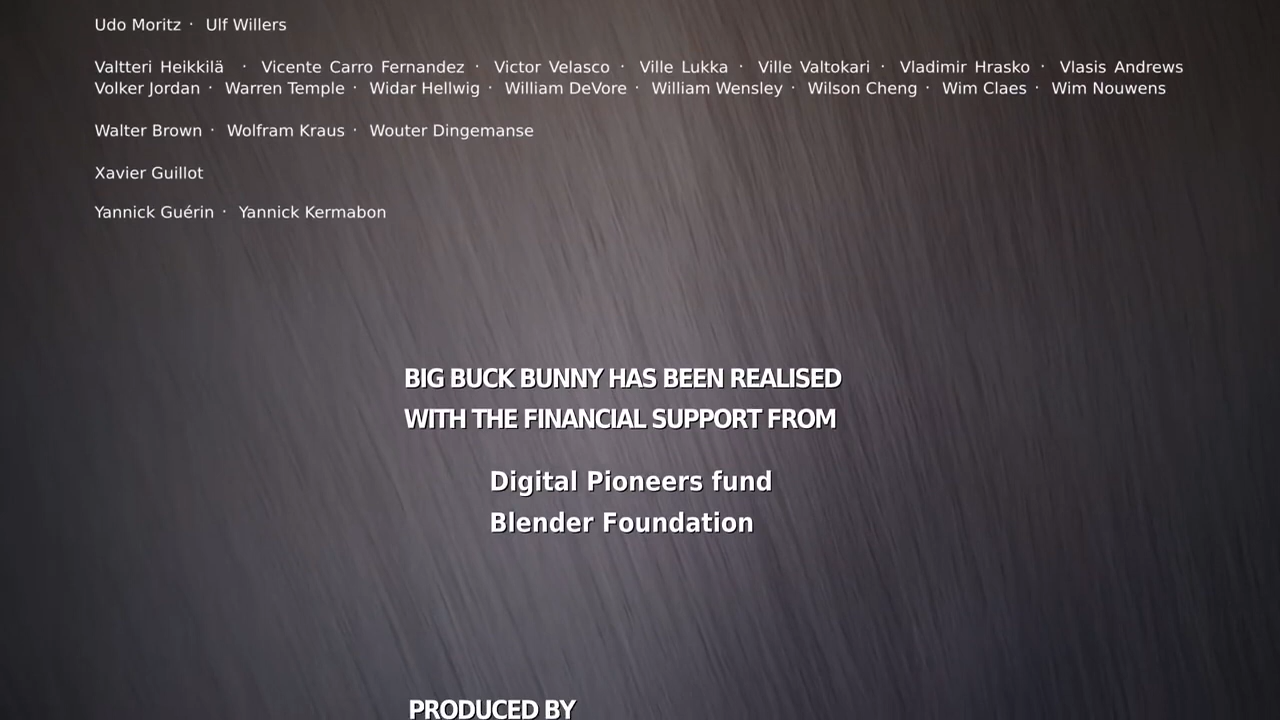 Udo Moritz · Ulf Willers
Valtteri Heikkilä · Vicente Carro Fernandez · Victor Velasco · Ville Lukka · Ville Valtokari · Vladimir Hrasko · Vlasis Andrews
Volker Jordan · Warren Temple · Widar Hellwig · William DeVore · William Wensley · Wilson Cheng · Wim Claes · Wim Nouwens
Walter Brown · Wolfram Kraus · Wouter Dingemanse
Xavier Guillot
Yannick Guérin · Yannick Kermabon
BIG BUCK BUNNY HAS BEEN REALISED
WITH THE FINANCIAL SUPPORT FROM
Digital Pioneers fund
Blender Foundation
PRODUCED BY